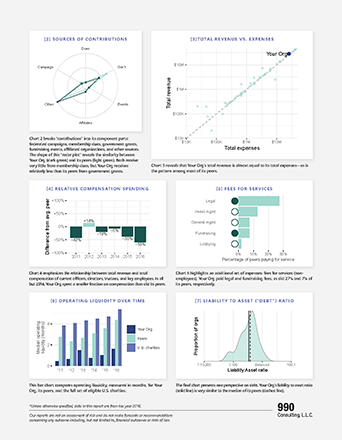 [2] SOURCES OF CONTRIBUTIONS
Dues
Campaign
Gov't
Other
Events
Affiliates
Chart 2 breaks "contributions" into its component parts:
federated campaigns, membership dues, government grants,
fundraising events, affiliated organizations, and other sources.
The shape of this "radar plot" reveals the similarity between
Your Org (dark green) and its peers (light green). Both receive
very little from membership dues, but Your Org receives
relatively less than its peers from government grants.
[3] TOTAL REVENUE VS. EXPENSES
Your Org
Total revenue
Total expenses
Chart 3 reveals that Your Org's total revenue is almost equal to its total expenses—as is
the pattern among most of its peers.
[4] RELATIVE COMPENSATION SPENDING
Difference from avg. peer
+100%
+50%
0%
-50%
-100%
+14%
2011 2012 2013 2014 2015 2016
Chart 4 emphasizes the relationship between total revenue and total
compensation of current officers, directors, trustees, and key employees. In all
but 2012, Your Org spent a smaller fraction on compensation than did its peers.
[5] FEES FOR SERVICES
Legal
Invest mgmt
General mgmt
Fundraising
Lobbying
0% 10% 20% 30%
Percentage of peers paying for service
Chart 5 highlights an additional set of expenses: fees for services (non-
employees). Your Org paid legal and fundraising fees, as did 27% and 7% of
its peers, respectively.
[6] OPERATING LIQUIDITY OVER TIME
Median operating
liquidity (months)
Your Org
Peers
U.S. charities
'11 '12 '13 '14 '15 '16
This bar chart compares operating liquidity, measured in months, for Your
Org, its peers, and the full set of eligible U.S. charities.
[7] LIABILITY TO ASSET ("DEBT") RATIO
Proportion of orgs
Liability:Asset ratio
The final chart presents one perspective on debt. Your Org's liability to asset ratio
(solid line) is very similar to the median of its peers (dashed line).
*Unless otherwise specified, data in this report are from tax year 2016.
Our reports are not an assessment of risk and do not make forecasts or recommendations
concerning any outcome including, but not limited to, financial outcomes or risks of loss.
990
Consulting L.L.C.